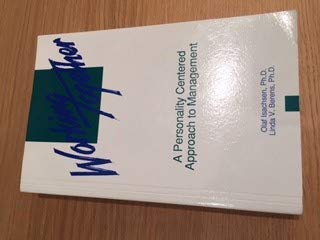 Working
Together
A Personality Centered
Approach to Management
Olaf Isachsen, Ph.D.
Linda V. Berens, Ph.D.